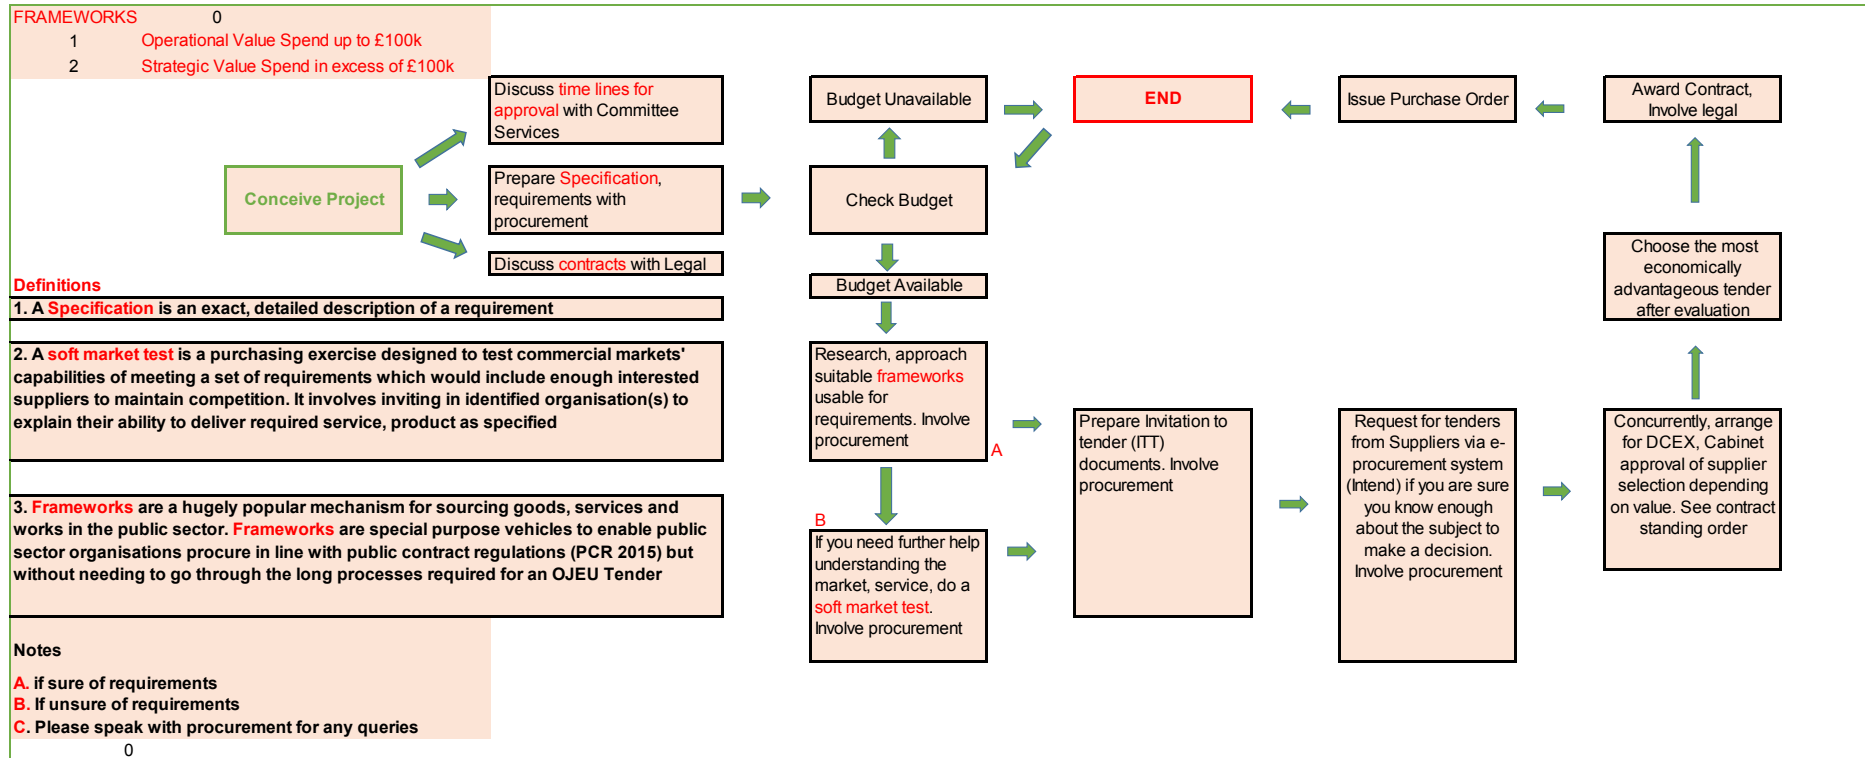 FRAMEWORKS 0
1 Operational Value Spend up to £100k
2 Strategic Value Spend in excess of £100k
Discuss time lines for
approval with Committee
Services
Budget Unavailable
END
Issue Purchase Order
Award Contract,
Involve legal
Conceive Project
Prepare Specification,
requirements with
procurement
Check Budget
Discuss contracts with Legal
Budget Available
Choose the most
economically
advantageous tender
after evaluation
Definitions
1. A Specification is an exact, detailed description of a requirement
2. A soft market test is a purchasing exercise designed to test commercial markets'
capabilities of meeting a set of requirements which would include enough interested
suppliers to maintain competition. It involves inviting in identified organisation(s) to
explain their ability to deliver required service, product as specified
Research, approach
suitable frameworks
usable for
requirements. Involve
procurement
A
Prepare Invitation to
tender (ITT)
documents. Involve
procurement
Request for tenders
from Suppliers via e-
procurement system
(Intend) if you are sure
you know enough
about the subject to
make a decision.
Involve procurement
Concurrently, arrange
for DCEX, Cabinet
approval of supplier
selection depending
on value. See contract
standing order
3. Frameworks are a hugely popular mechanism for sourcing goods, services and
works in the public sector. Frameworks are special purpose vehicles to enable public
sector organisations procure in line with public contract regulations (PCR 2015) but
without needing to go through the long processes required for an OJEU Tender
B
If you need further help
understanding the
market, service, do a
soft market test.
Involve procurement
Notes
A. if sure of requirements
B. If unsure of requirements
C. Please speak with procurement for any queries
0